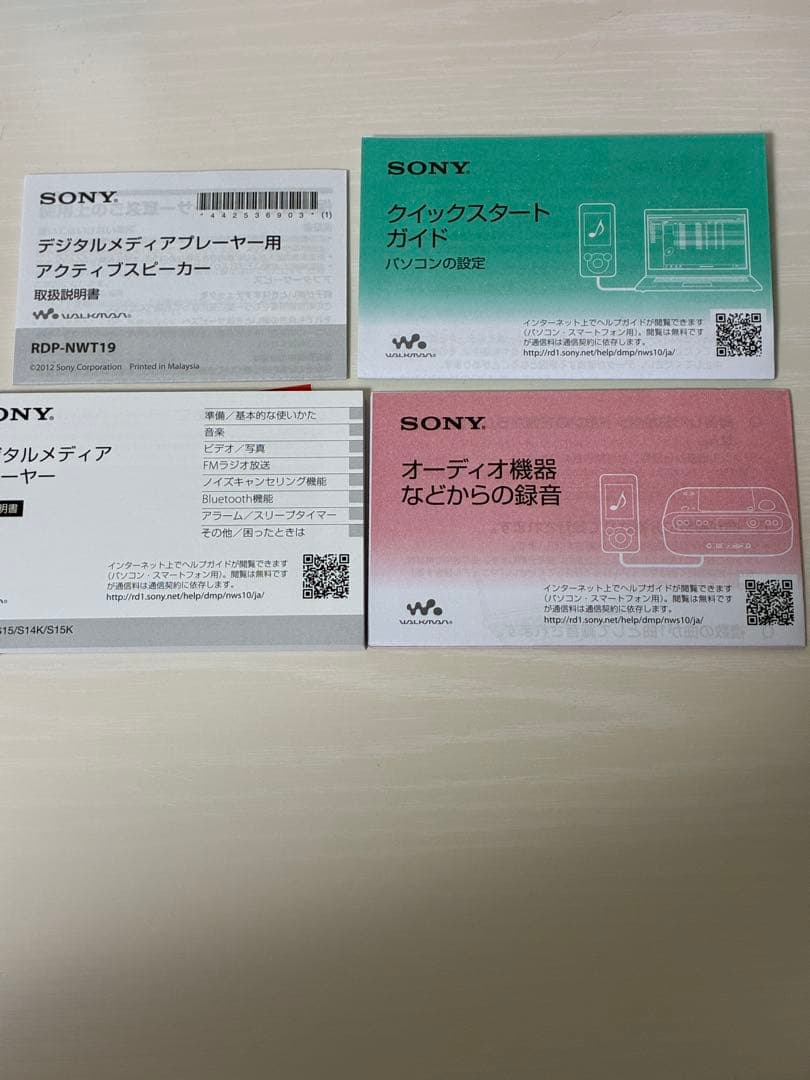 SONY
*442536903* (1)
デジタルメディアプレーヤー用
アクティブスピーカー
取扱説明書
WALKMAN
RDP-NWT19
©2012 Sony Corporation Printed in Malaysia
SONY
クイックスタート
ガイド
パソコンの設定
インターネット上でヘルプガイドが閲覧できます
(パソコン・スマートフォン用)。閲覧は無料です
が通信料は通信契約に依存します。
http://rd1.sony.net/help/dmp/nws10/ja/
WALKMAN
ONY
タルメディア
ーヤー
明書
準備/基本的な使いかた
音楽
ビデオ/写真
FMラジオ放送
ノイズキャンセリング機能
Bluetooth機能
アラーム/スリープタイマー
その他/困ったときは
インターネット上でヘルプガイドが閲覧できます
(パソコン・スマートフォン用)。閲覧は無料です
が通信料は通信契約に依存します。
http://rd1.sony.net/help/dmp/nws10/ja/
S15/S14K/S15K
SONY
オーディオ機器
などからの録音
インターネット上でヘルプガイドが閲覧できます
(パソコン・スマートフォン用)。閲覧は無料です
が通信料は通信契約に依存します。
http://rd1.sony.net/help/dmp/nws10/ja/
WALKMAN